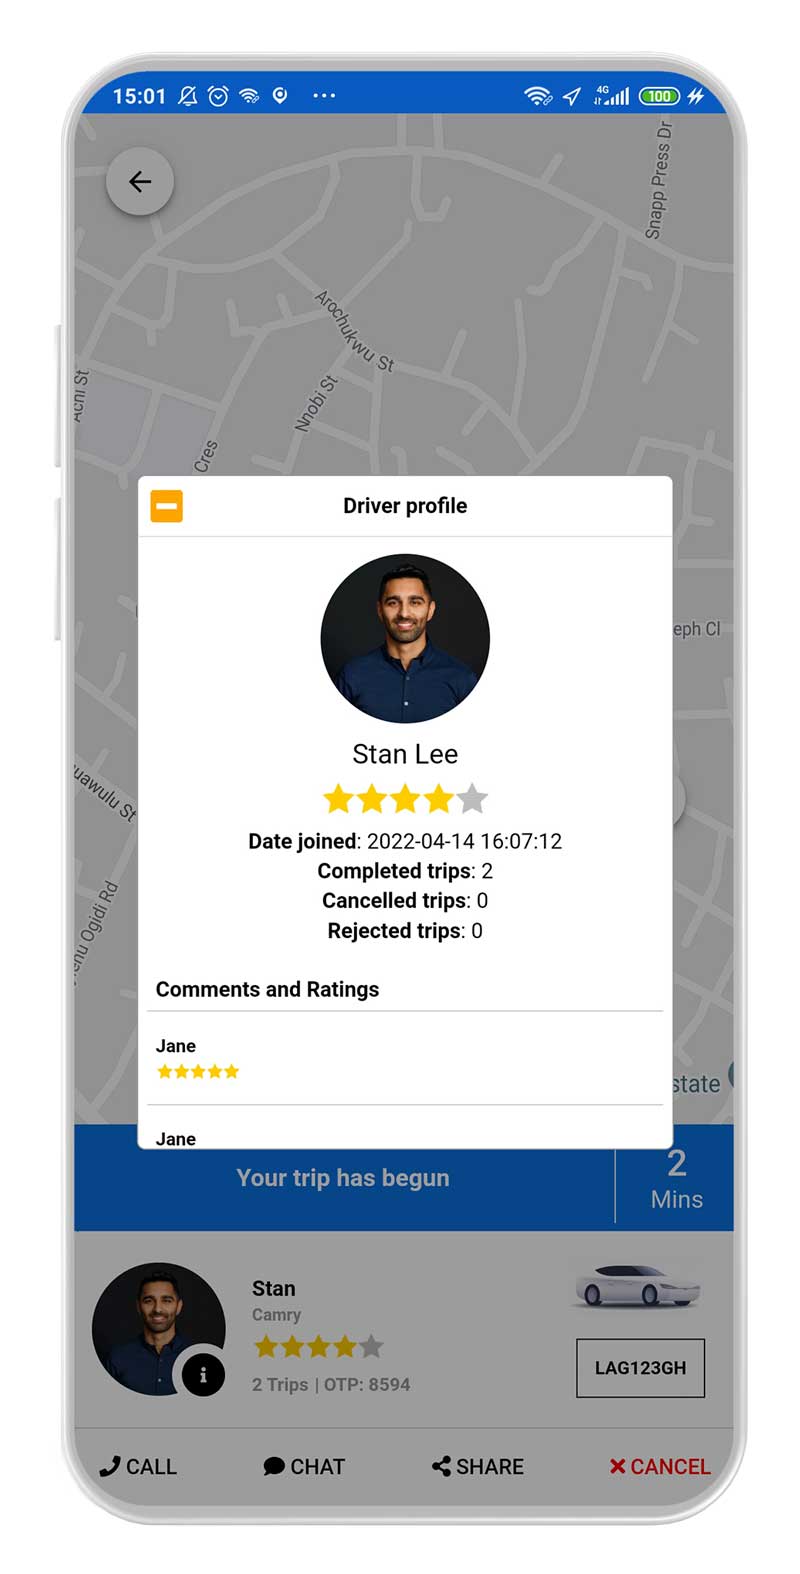 15:01
4G
100
Snapp Press Dr
Arochukwu St
Nnobi St
Achi St
Cres
Driver profile
eph Cl
Stan Lee
uawulu St
Date joined: 2022-04-14 16:07:12
Completed trips: 2
Cancelled trips: 0
Rejected trips: 0
enu Ogidi Rd
Comments and Ratings
Jane
state
Jane
Your trip has begun
2
Mins
Stan
Camry
2 Trips | OTP: 8594
LAG123GH
CALL
CHAT
SHARE
CANCEL